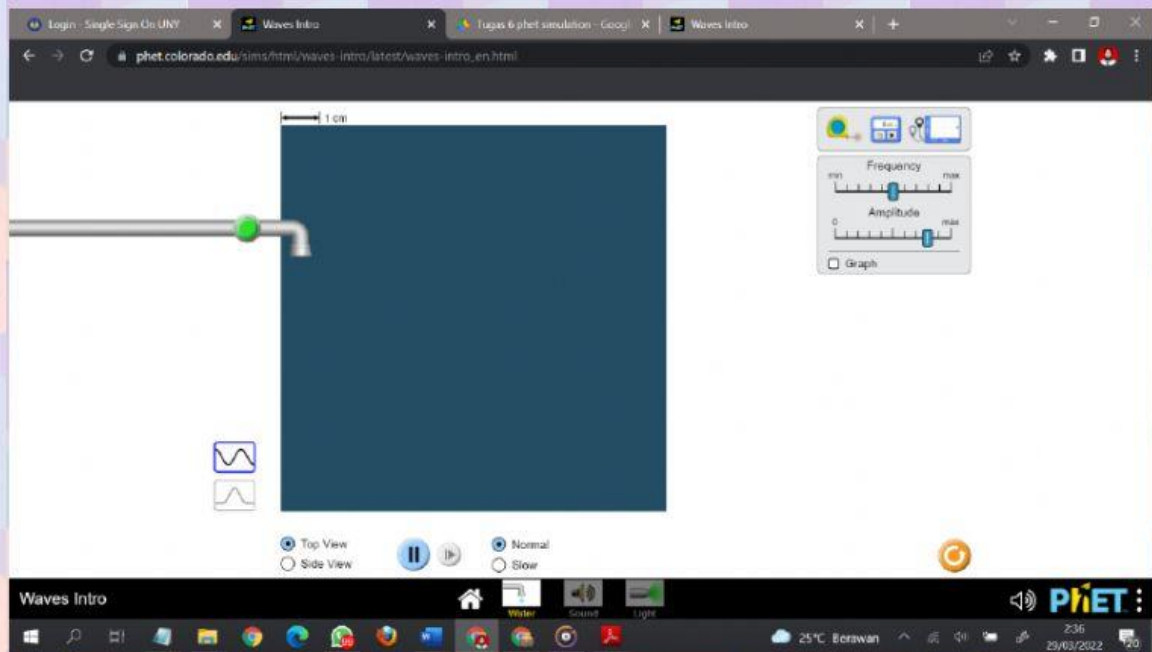 Login - Single Sign On UNY
Waves Intro
Tugas 6 phet simulation - Googl
Waves Intro
phet.colorado.edu/sims/html/waves-intro/latest/waves-intro_en.html
1 cm
Frequency
min
max
Amplitude
0
max
Graph
Top View
Side View
Normal
Slow
Waves Intro
Water
Sound
Light
PhET
25°C Berawan
2:36
29/03/2022
20